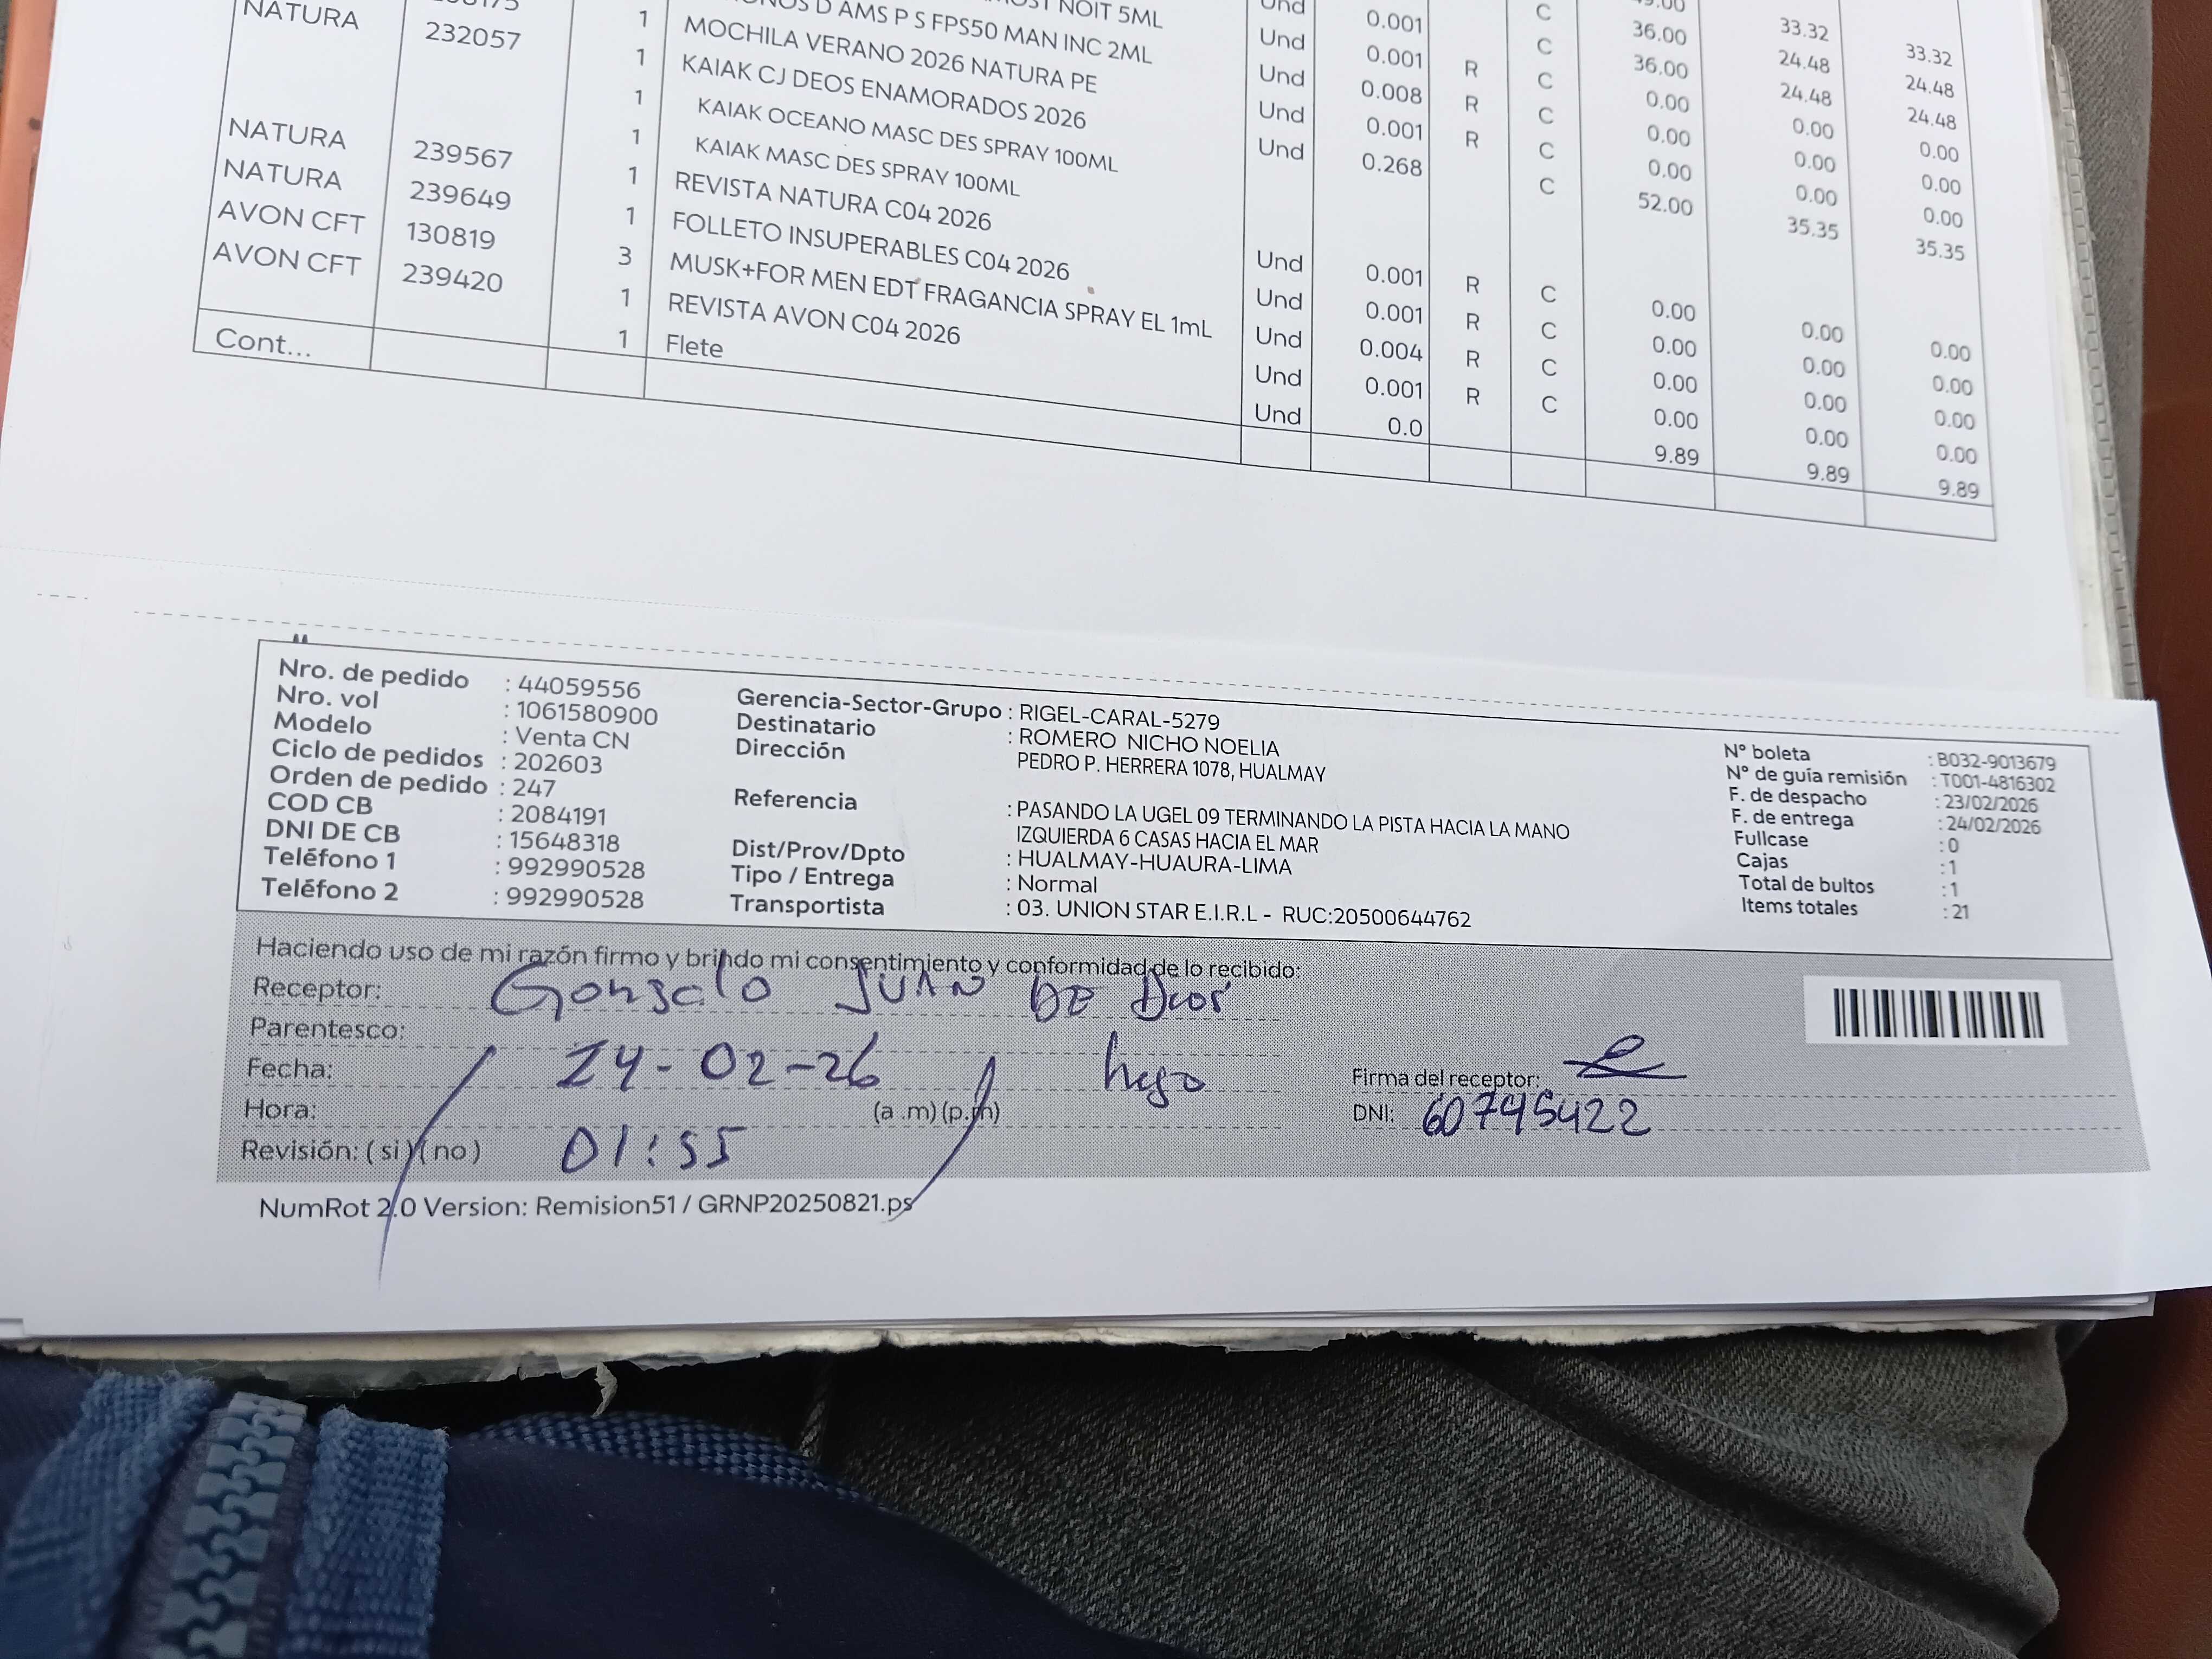 NATURA 232057 1 NOIT 5ML Und 0.001 C 36.00 33.32 33.32
1 D AMS P S FPS50 MAN INC 2ML Und 0.001 R C 36.00 24.48 24.48
1 MOCHILA VERANO 2026 NATURA PE Und 0.008 R C 0.00 24.48 24.48
1 KAIAK CJ DEOS ENAMORADOS 2026 Und 0.001 R C 0.00 0.00 0.00
1 KAIAK OCEANO MASC DES SPRAY 100ML Und 0.268 C 0.00 0.00 0.00
1 KAIAK MASC DES SPRAY 100ML 52.00 0.00 0.00
35.35 35.35
NATURA 239567 1 REVISTA NATURA C04 2026 Und 0.001 R C 0.00 0.00 0.00
NATURA 239649 1 FOLLETO INSUPERABLES C04 2026 Und 0.001 R C 0.00 0.00 0.00
AVON CFT 130819 3 MUSK+FOR MEN EDT FRAGANCIA SPRAY EL 1mL Und 0.004 R C 0.00 0.00 0.00
AVON CFT 239420 1 REVISTA AVON C04 2026 Und 0.001 R C 0.00 0.00 0.00
1 Flete Und 0.0 9.89 9.89 9.89
Cont...
Nro. de pedido : 44059556
Nro. vol : 1061580900
Modelo : Venta CN
Ciclo de pedidos : 202603
Orden de pedido : 247
COD CB : 2084191
DNI DE CB : 15648318
Teléfono 1 : 992990528
Teléfono 2 : 992990528
Gerencia-Sector-Grupo : RIGEL-CARAL-5279
Destinatario : ROMERO NICHO NOELIA
Dirección PEDRO P. HERRERA 1078, HUALMAY
Referencia : PASANDO LA UGEL 09 TERMINANDO LA PISTA HACIA LA MANO
IZQUIERDA 6 CASAS HACIA EL MAR
Dist/Prov/Dpto : HUALMAY-HUAURA-LIMA
Tipo / Entrega : Normal
Transportista : 03. UNION STAR E.I.R.L - RUC:20500644762
N° boleta : B032-9013679
N° de guía remisión : T001-4816302
F. de despacho : 23/02/2026
F. de entrega : 24/02/2026
Fullcase : 0
Cajas : 1
Total de bultos : 1
Items totales : 21
Haciendo uso de mi razón firmo y brindo mi consentimiento y conformidad de lo recibido:
Receptor: Gonzalo JUAN DE Dios
Parentesco: hijo
Fecha: 24-02-26
Hora: 01:55 (a .m) (p.m)
Revisión: ( si ) ( no )
Firma del receptor:
DNI: 60745422
NumRot 2.0 Version: Remision51 / GRNP20250821.ps